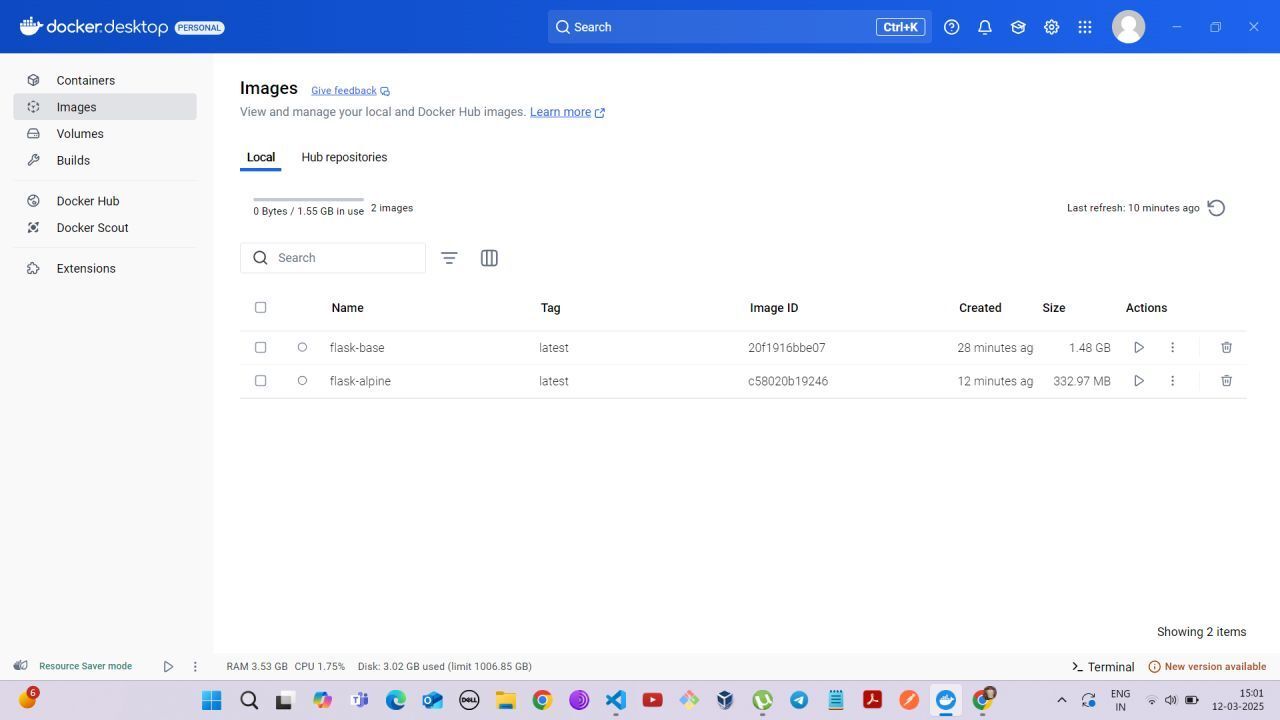 docker.desktop PERSONAL
Search Ctrl+K
Containers
Images
Volumes
Builds
Docker Hub
Docker Scout
Extensions
Images Give feedback
View and manage your local and Docker Hub images. Learn more
Local Hub repositories
0 Bytes / 1.55 GB in use 2 images
Last refresh: 10 minutes ago
Search
Name Tag Image ID Created Size Actions
flask-base latest 20f1916bbe07 28 minutes ag 1.48 GB
flask-alpine latest c58020b19246 12 minutes ag 332.97 MB
Showing 2 items
Resource Saver mode RAM 3.53 GB CPU 1.75% Disk: 3.02 GB used (limit 1006.85 GB) Terminal New version available
6
DELL
ENG
IN
15:01
12-03-2025